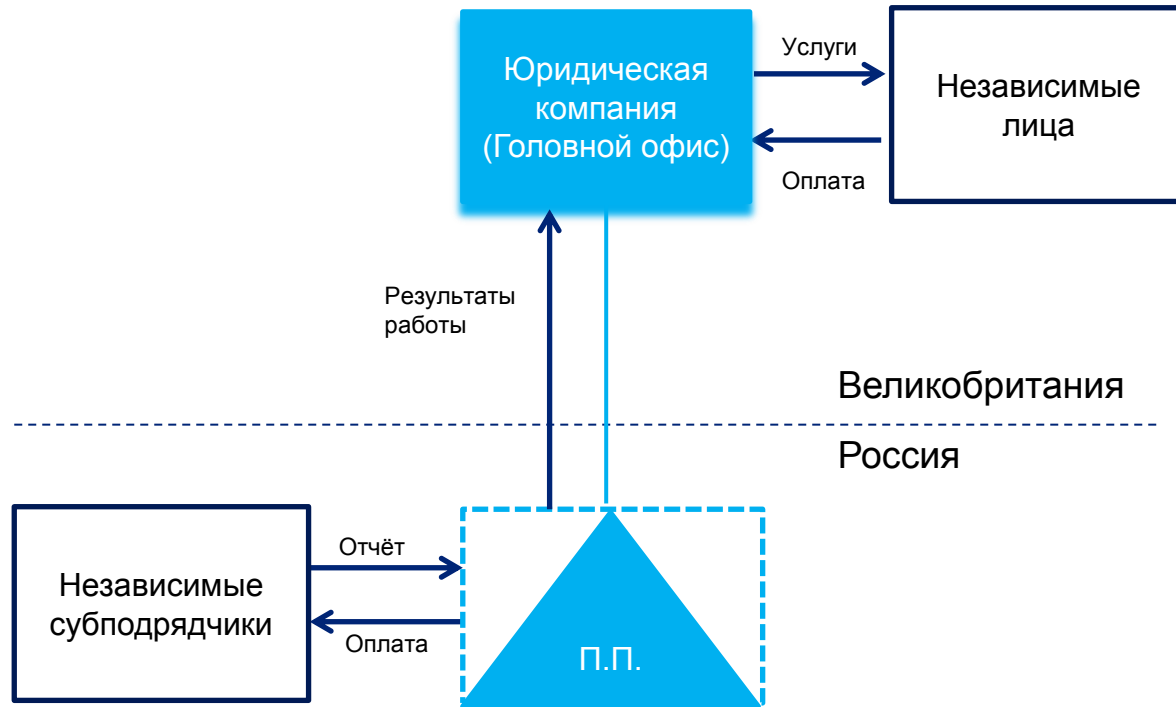 Юридическая
компания
(Головной офис)
Услуги
Оплата
Независимые
лица
Результаты
работы
Великобритания
Россия
Независимые
субподрядчики
Отчёт
Оплата
П.П.